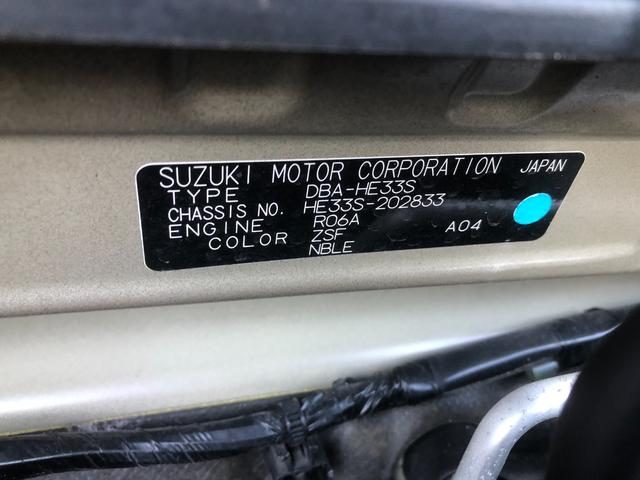 SUZUKI MOTOR CORPORATION JAPAN
TYPE DBA-HE33S
CHASSIS NO. HE33S-202833
ENGINE R06A A04
COLOR ZSF
NBLE